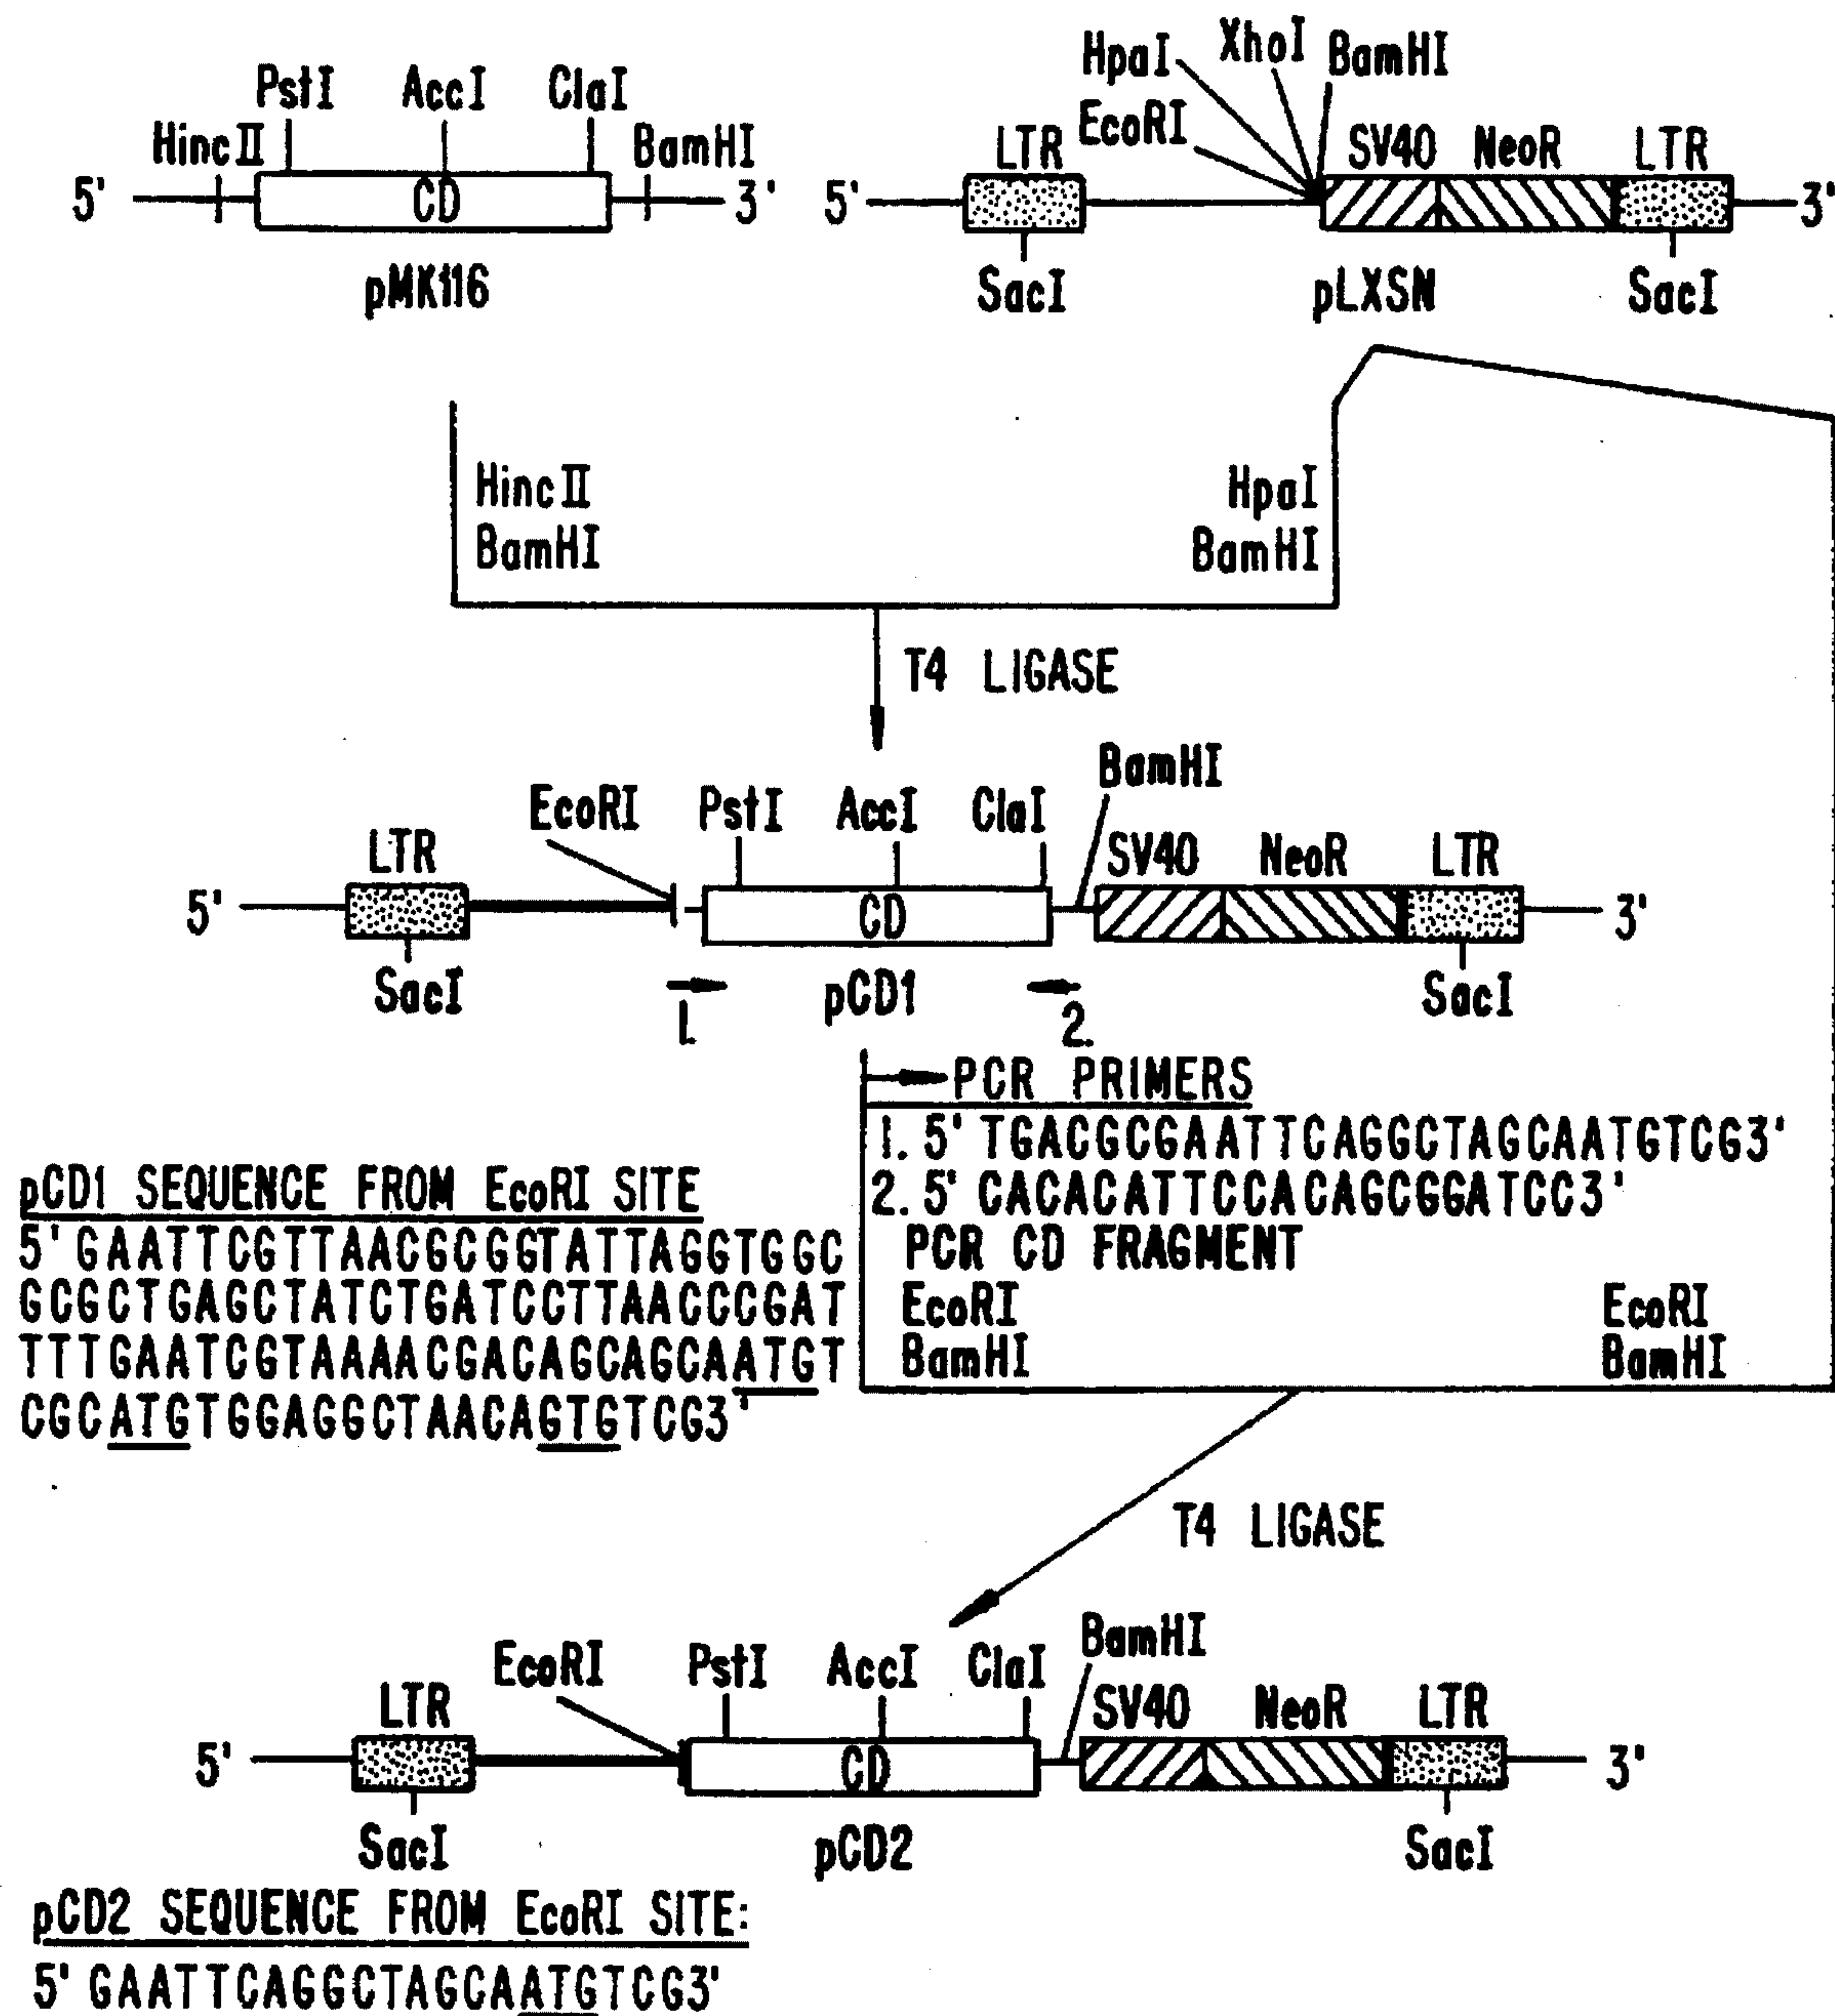 PstI AccI ClaI
HincII BamHI
5' CD 3'
pMK116
HpaI XhoI BamHI
EcoRI
LTR SV40 NeoR LTR
5' 3'
SacI pLXSN SacI
HincII HpaI
BamHI BamHI
T4 LIGASE
BamHI
EcoRI PstI AccI ClaI
LTR SV40 NeoR LTR
5' CD 3'
SacI pCD1 SacI
1. 2.
PCR PRIMERS
1. 5' TGACGCGAATTCAGGCTAGCAATGTCG3'
2. 5' CACACATTCCACAGCGGATCC3'
PCR CD FRAGMENT
EcoRI EcoRI
BamHI BamHI
pCD1 SEQUENCE FROM EcoRI SITE
5' GAATTCGTTAACGCGGTATTAGGTGGC
GCGCTGAGCTATCTGATCCTTAACCCGAT
TTTGAATCGTAAAACGACAGCAGCAATGT
CGCATGTGGAGGCTAACAGTGTCG3'
T4 LIGASE
BamHI
EcoRI PstI AccI ClaI
LTR SV40 NeoR LTR
5' CD 3'
SacI pCD2 SacI
pCD2 SEQUENCE FROM EcoRI SITE:
5' GAATTCAGGCTAGCAATGTCG3'